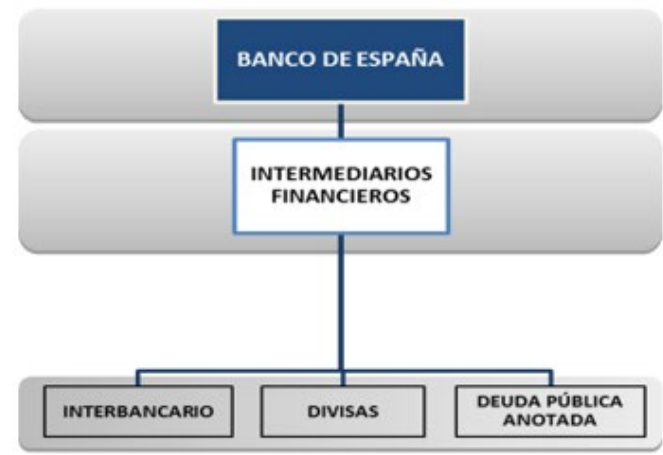 BANCO DE ESPAÑA
INTERMEDIARIOS
FINANCIEROS
INTERBANCARIO
DIVISAS
DEUDA PÚBLICA
ANOTADA